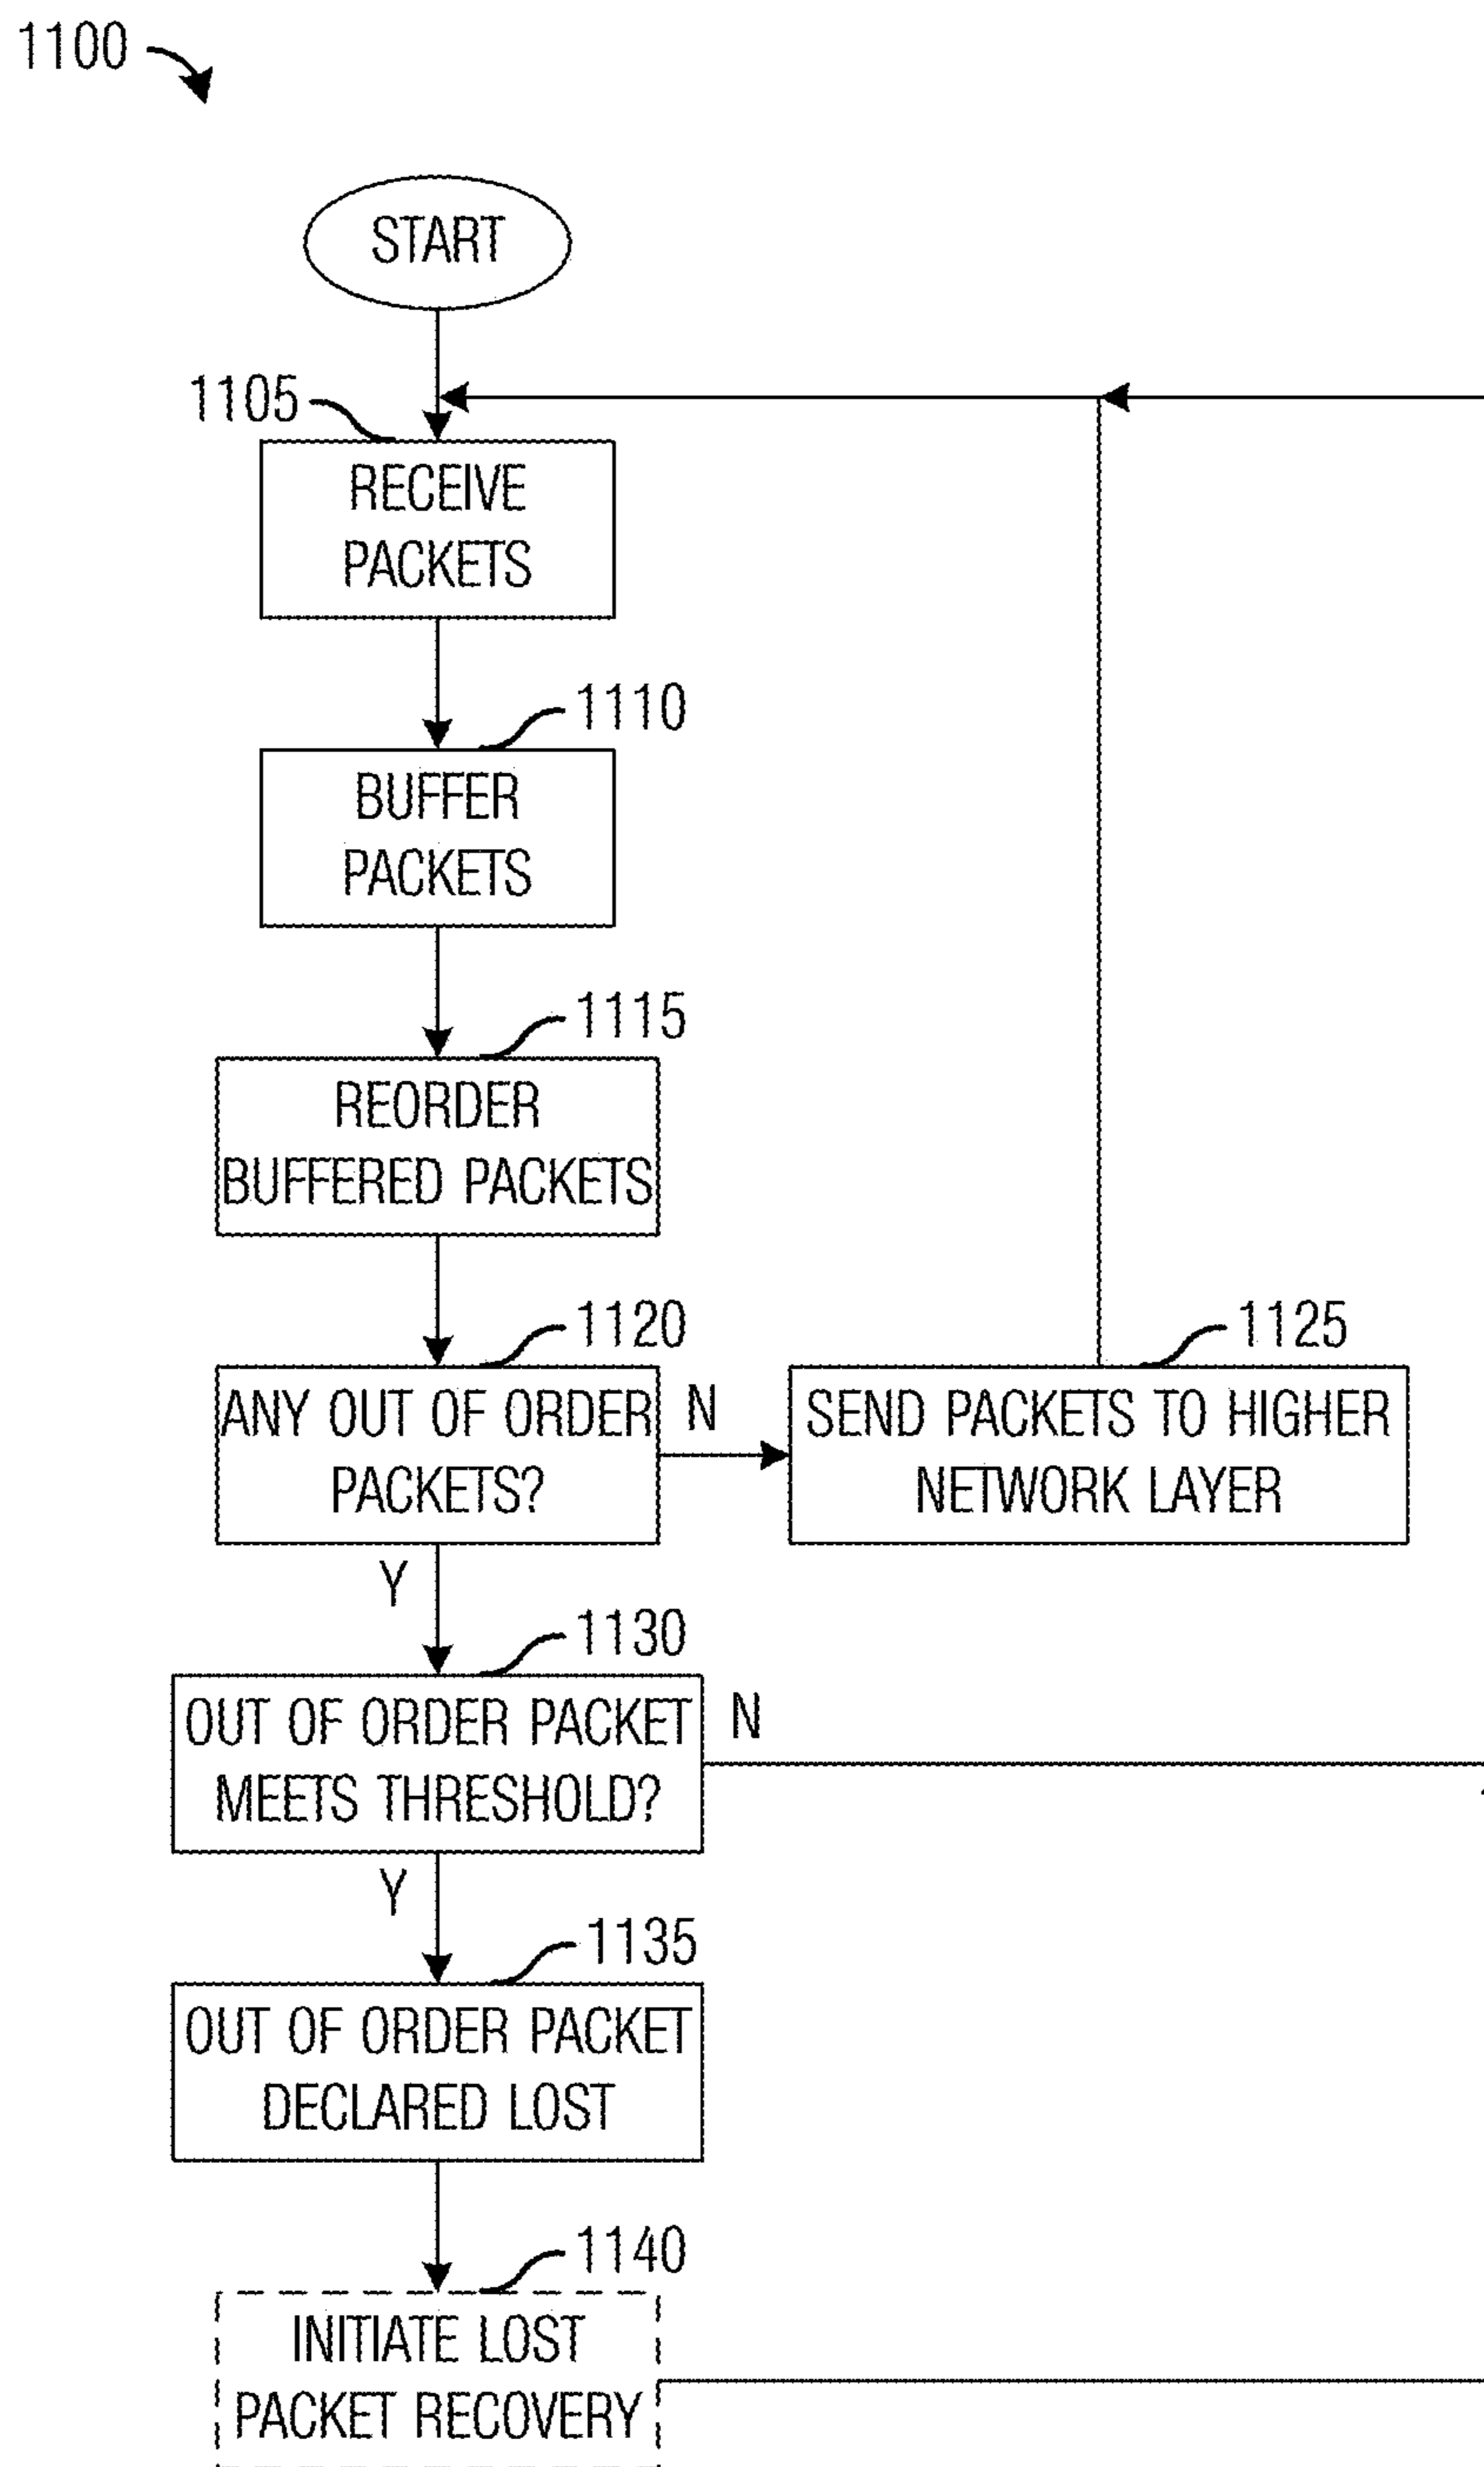 1100
START
1105
RECEIVE
PACKETS
1110
BUFFER
PACKETS
1115
REORDER
BUFFERED PACKETS
1120
ANY OUT OF ORDER
PACKETS?
N
1125
SEND PACKETS TO HIGHER
NETWORK LAYER
Y
1130
OUT OF ORDER PACKET
MEETS THRESHOLD?
N
Y
1135
OUT OF ORDER PACKET
DECLARED LOST
1140
INITIATE LOST
PACKET RECOVERY